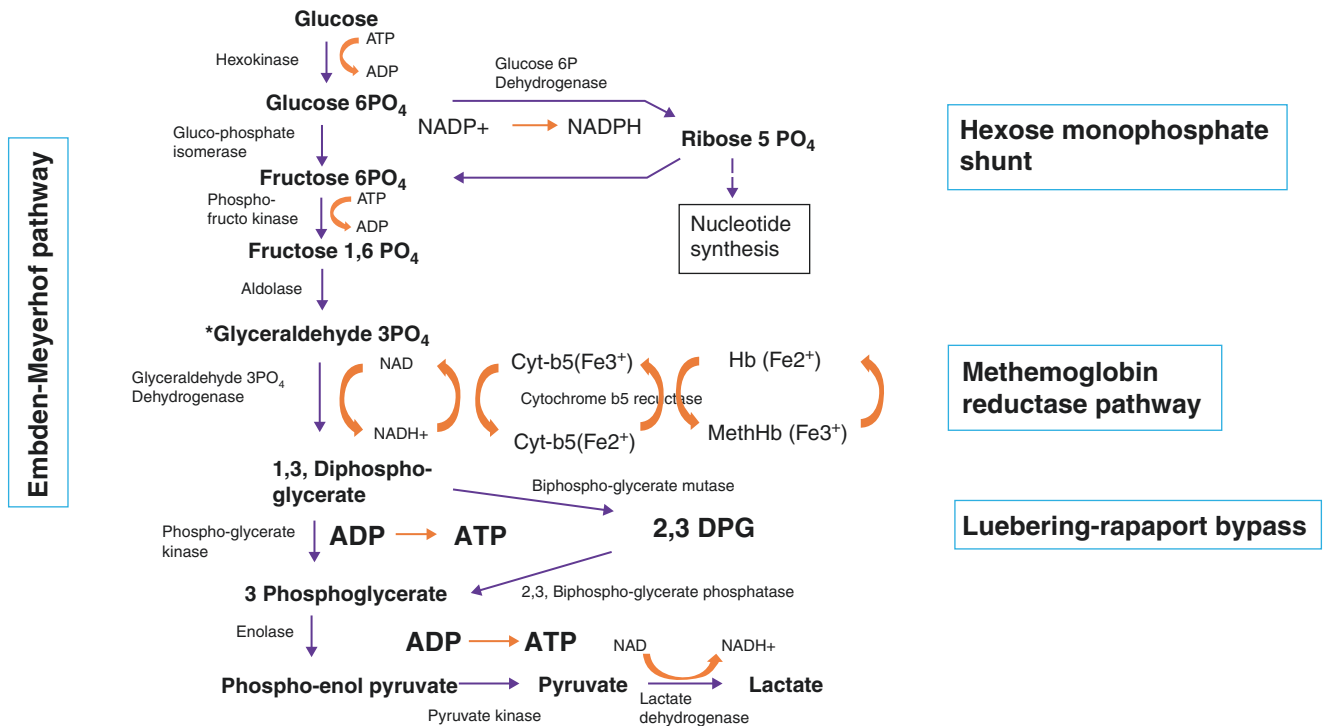 Glucose
ATP
Hexokinase
ADP
Glucose 6P
Dehydrogenase
Glucose 6PO₄
NADP+
NADPH
Hexose monophosphate
shunt
Gluco-phosphate
isomerase
Ribose 5 PO₄
Fructose 6PO₄
Phospho-
fructo kinase
ATP
ADP
Nucleotide
synthesis
Fructose 1,6 PO₄
Aldolase
Embden-Meyerhof pathway
*Glyceraldehyde 3PO₄
Glyceraldehyde 3PO₄
Dehydrogenase
NAD
Cyt-b5(Fe3⁺)
Hb (Fe2⁺)
Cytochrome b5 recuctase
NADH+
Cyt-b5(Fe2⁺)
MethHb (Fe3⁺)
Methemoglobin
reductase pathway
1,3, Diphospho-
glycerate
Biphospho-glycerate mutase
Phospho-glycerate
kinase
ADP
ATP
2,3 DPG
Luebering-rapaport bypass
3 Phosphoglycerate
2,3, Biphospho-glycerate phosphatase
Enolase
ADP
ATP
NAD
NADH+
Phospho-enol pyruvate
Pyruvate
Lactate
Pyruvate kinase
Lactate
dehydrogenase